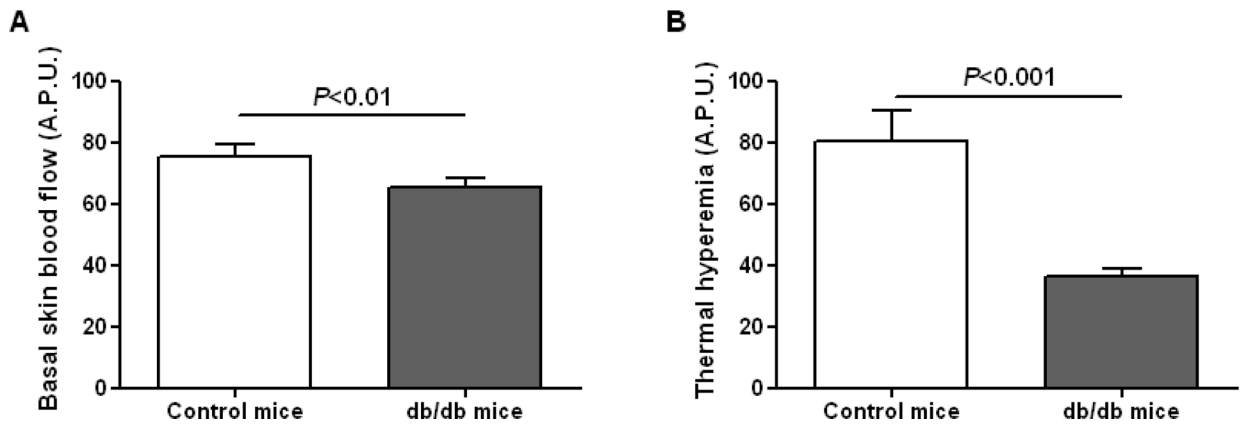 A
Basal skin blood flow (A.P.U.)
100
80
60
40
20
0
P<0.01
Control mice
db/db mice
B
Thermal hyperemia (A.P.U.)
100
80
60
40
20
0
P<0.001
Control mice
db/db mice